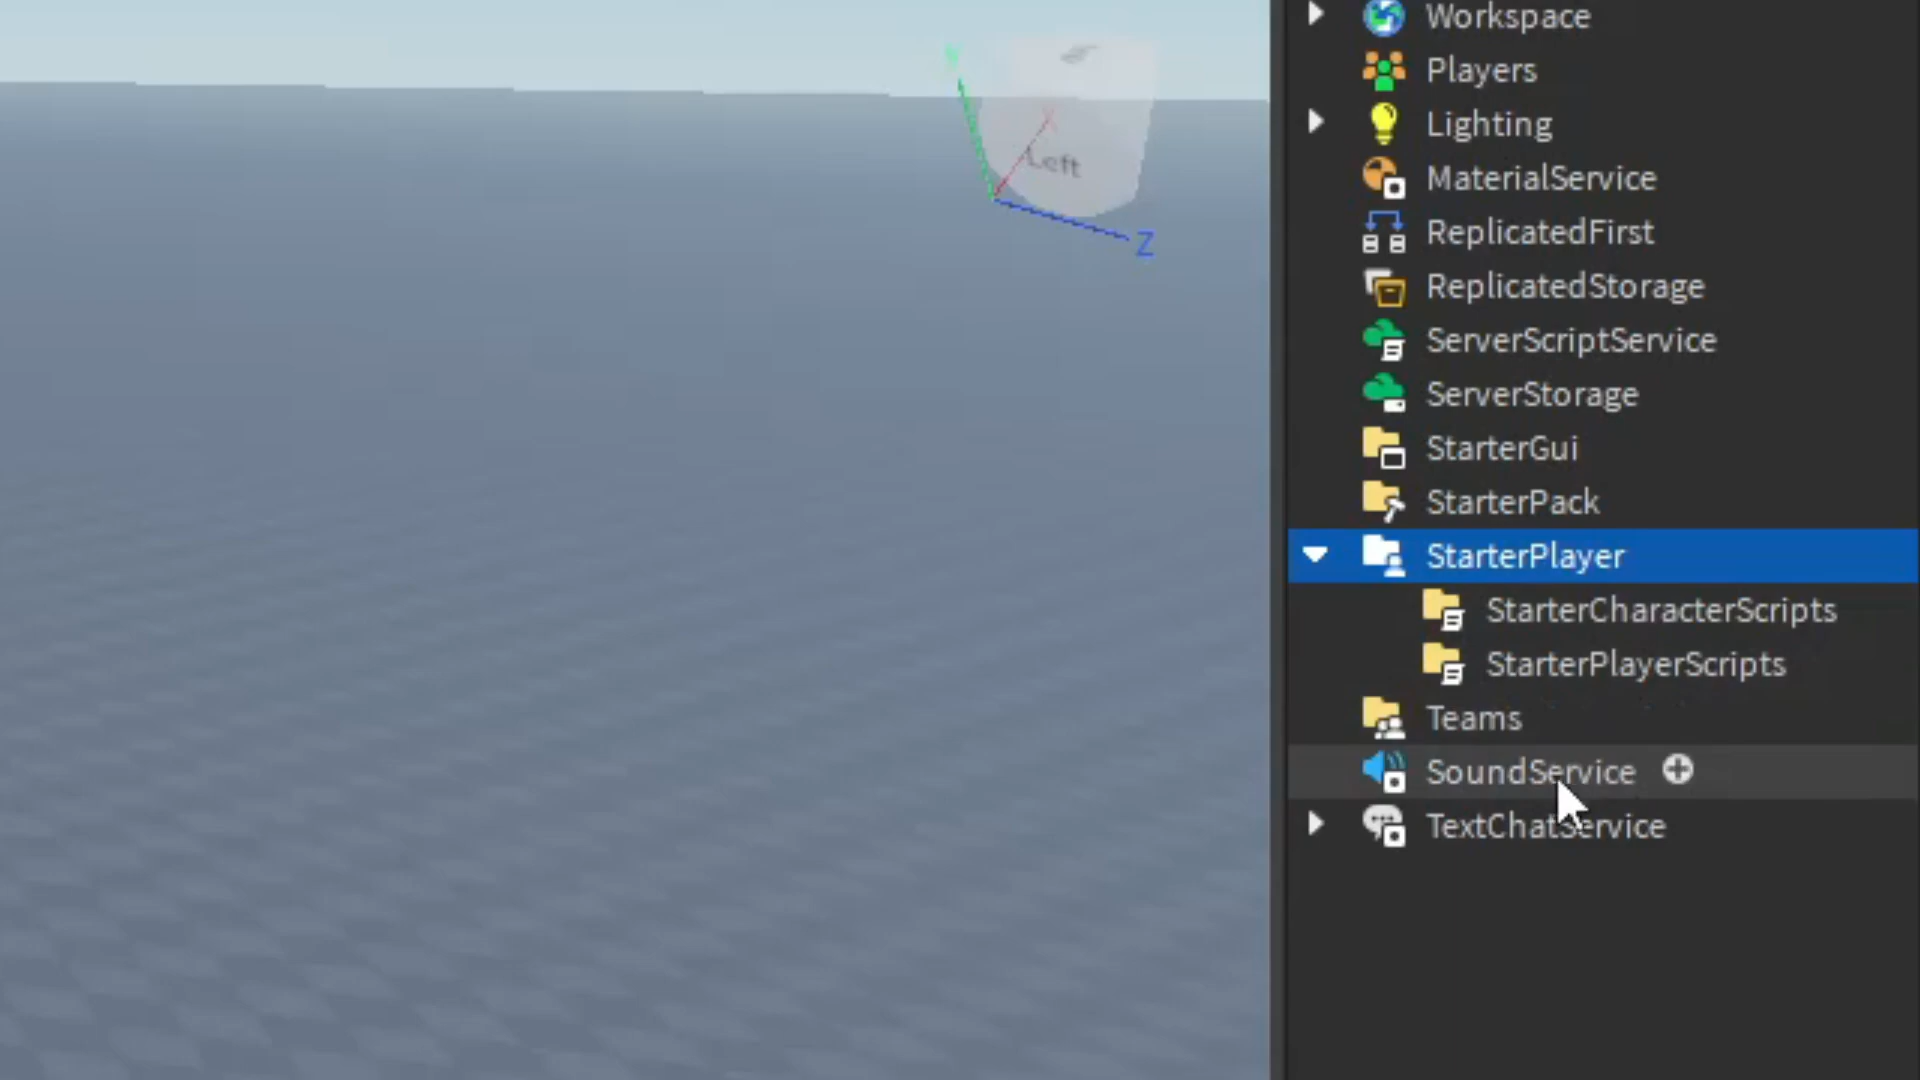 Left
Z
Workspace
Players
Lighting
MaterialService
ReplicatedFirst
ReplicatedStorage
ServerScriptService
ServerStorage
StarterGui
StarterPack
StarterPlayer
StarterCharacterScripts
StarterPlayerScripts
Teams
SoundService
TextChatService